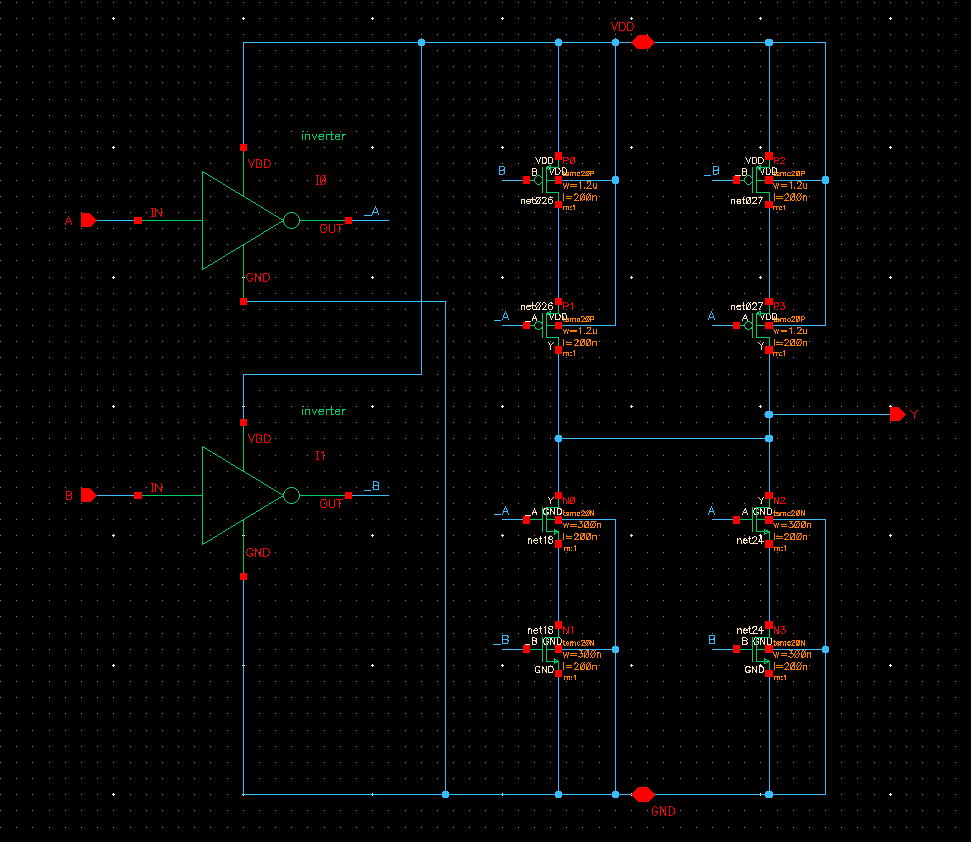 VDD
inverter
VDD
I0
A
IN
_A
OUT
GND
inverter
VDD
I1
B
IN
_B
OUT
GND
VDD
P0
B
B
VDD
tsmc20P
w=1.2u
l=200n
net026
m:1
VDD
P2
_B
_B
VDD
tsmc20P
w=1.2u
l=200n
net027
m:1
net026
P1
_A
_A
VDD
tsmc20P
w=1.2u
l=200n
Y
m:1
net027
P3
A
A
VDD
tsmc20P
w=1.2u
l=200n
Y
m:1
Y
Y
N0
_A
_A
GND
tsmc20N
w=300n
l=200n
net18
m:1
Y
N2
A
A
GND
tsmc20N
w=300n
l=200n
net24
m:1
net18
N1
_B
_B
GND
tsmc20N
w=300n
l=200n
GND
m:1
net24
N3
B
B
GND
tsmc20N
w=300n
l=200n
GND
m:1
GND